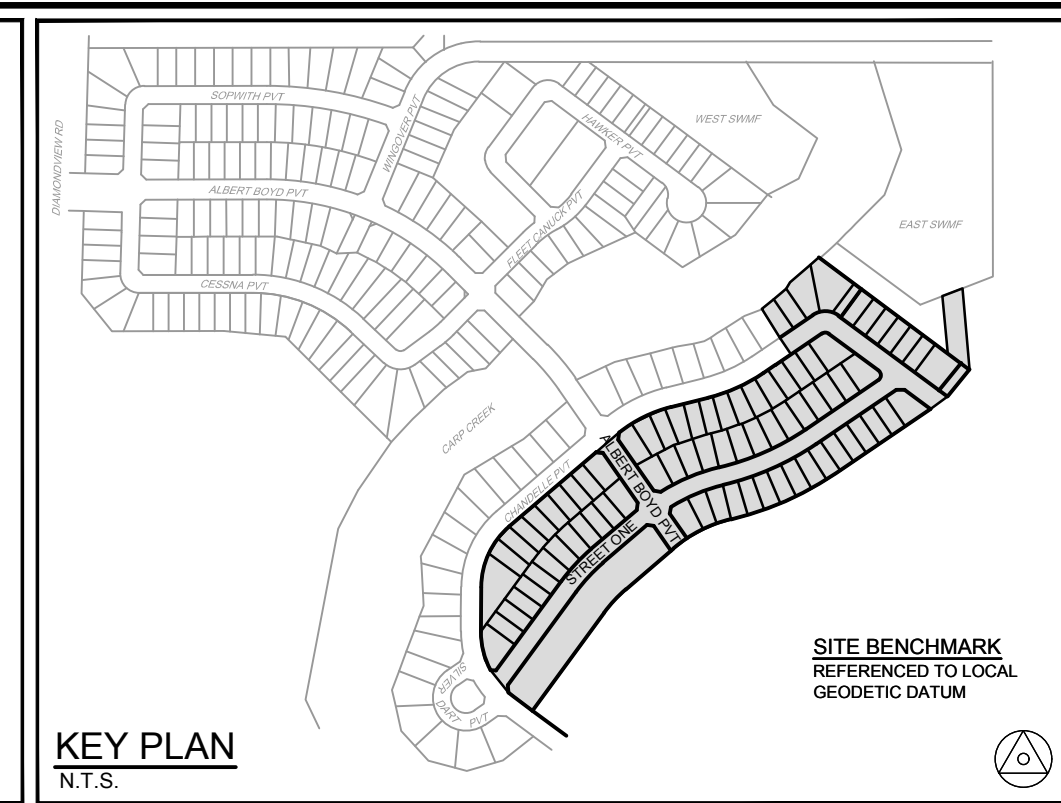 SOPWITH PVT
WINGOVER PVT
HAWKER PVT
WEST SWMF
DIAMONDVIEW RD
ALBERT BOYD PVT
FLEET CANUCK PVT
EAST SWMF
CESSNA PVT
CARP CREEK
CHANDELLE PVT
ALBERT BOYD PVT
STREET ONE
SILVER
DART PVT
SITE BENCHMARK
REFERENCED TO LOCAL
GEODETIC DATUM
KEY PLAN
N.T.S.